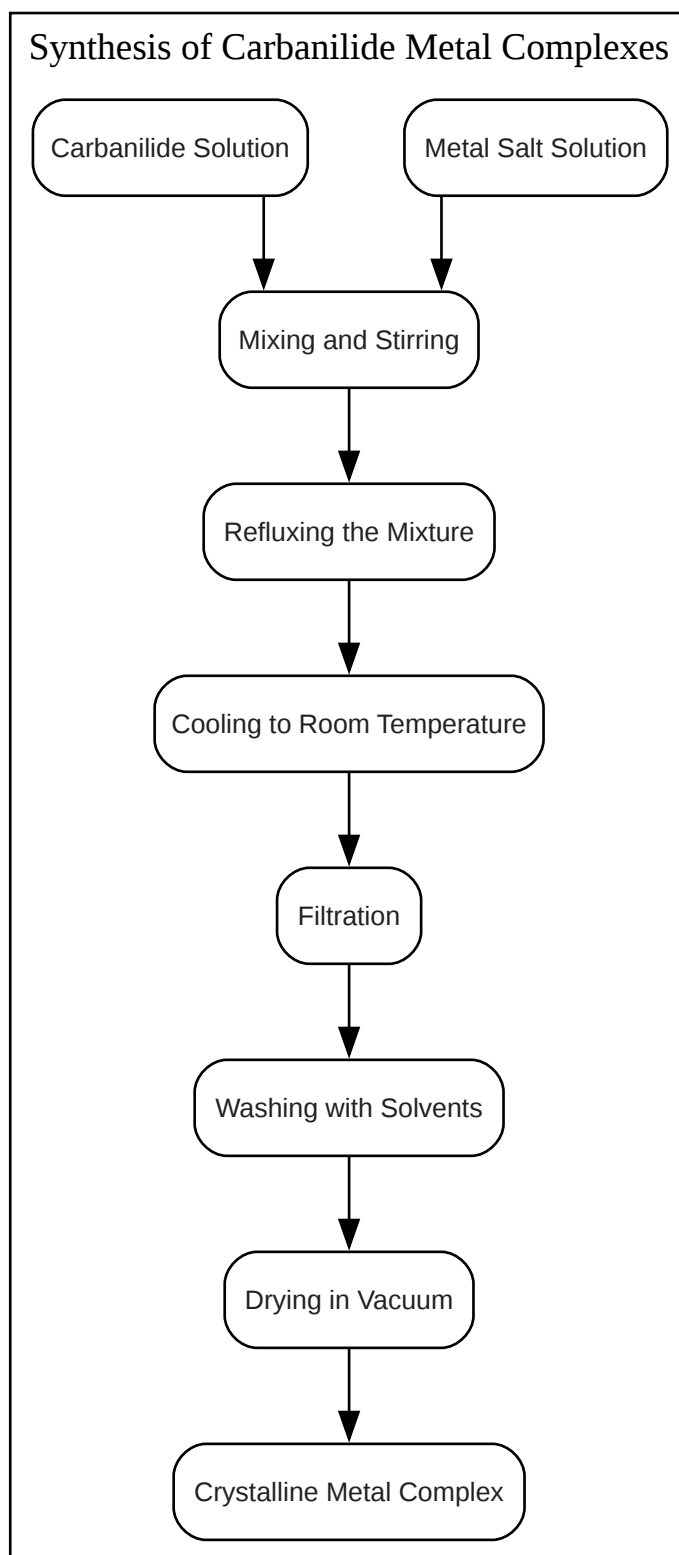 Synthesis of Carbanilide Metal Complexes
Carbanilide Solution
Metal Salt Solution
Mixing and Stirring
Refluxing the Mixture
Cooling to Room Temperature
Filtration
Washing with Solvents
Drying in Vacuum
Crystalline Metal Complex